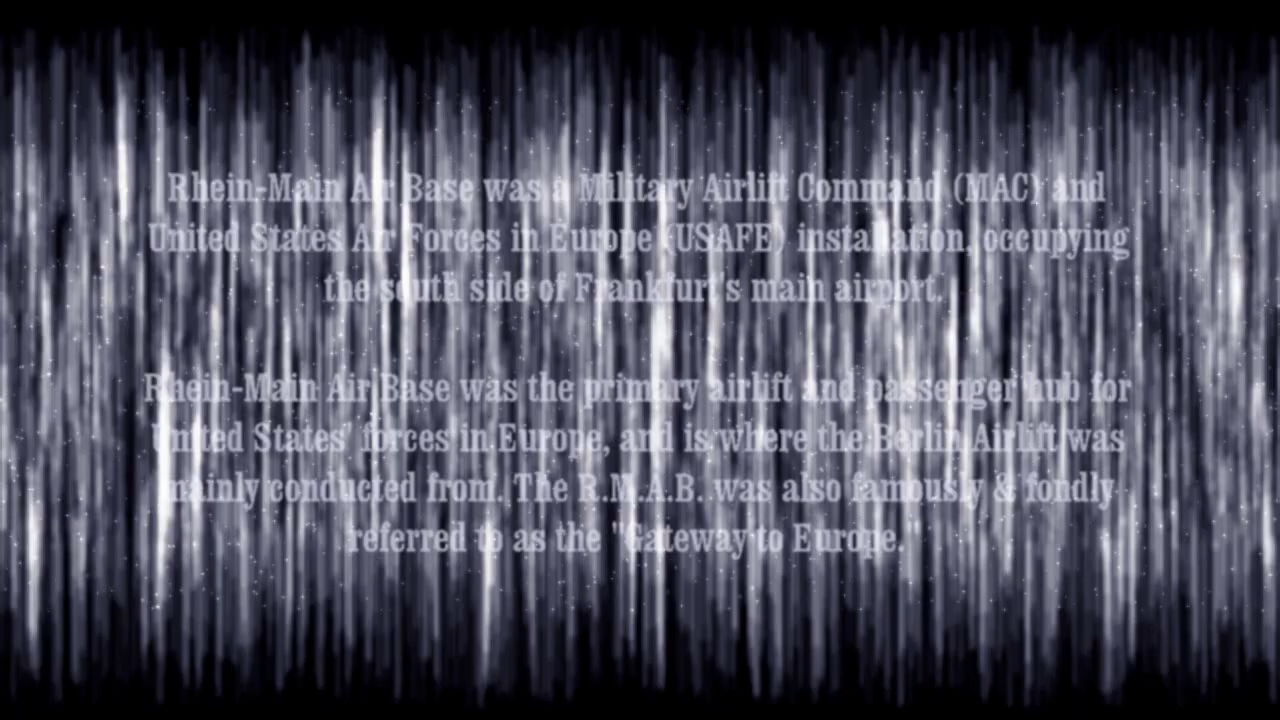 Rhein-Main Air Base was a Military Airlift Command (MAC) and
United States Air Forces in Europe (USAFE) installation, occupying
the south side of Frankfurt's main airport.
Rhein-Main Air Base was the primary airlift and passenger hub for
United States' forces in Europe, and is where the Berlin Airlift was
mainly conducted from. The R.M.A.B. was also famously & fondly
referred to as the "Gateway to Europe."